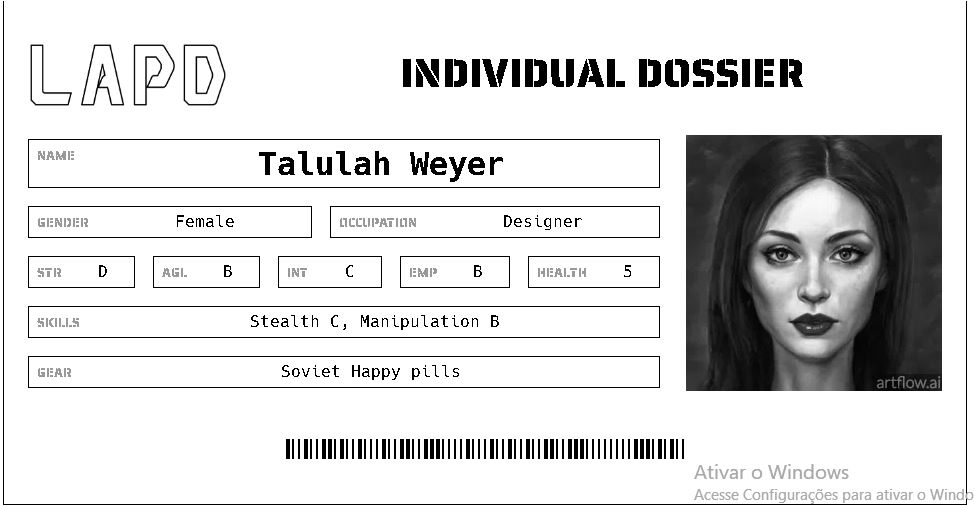 LAPD
INDIVIDUAL DOSSIER
NAME Talulah Weyer
GENDER Female OCCUPATION Designer
STR D AGL B INT C EMP B HEALTH 5
SKILLS Stealth C, Manipulation B
GEAR Soviet Happy pills
artflow.ai
Ativar o Windows
Acesse Configurações para ativar o Windo